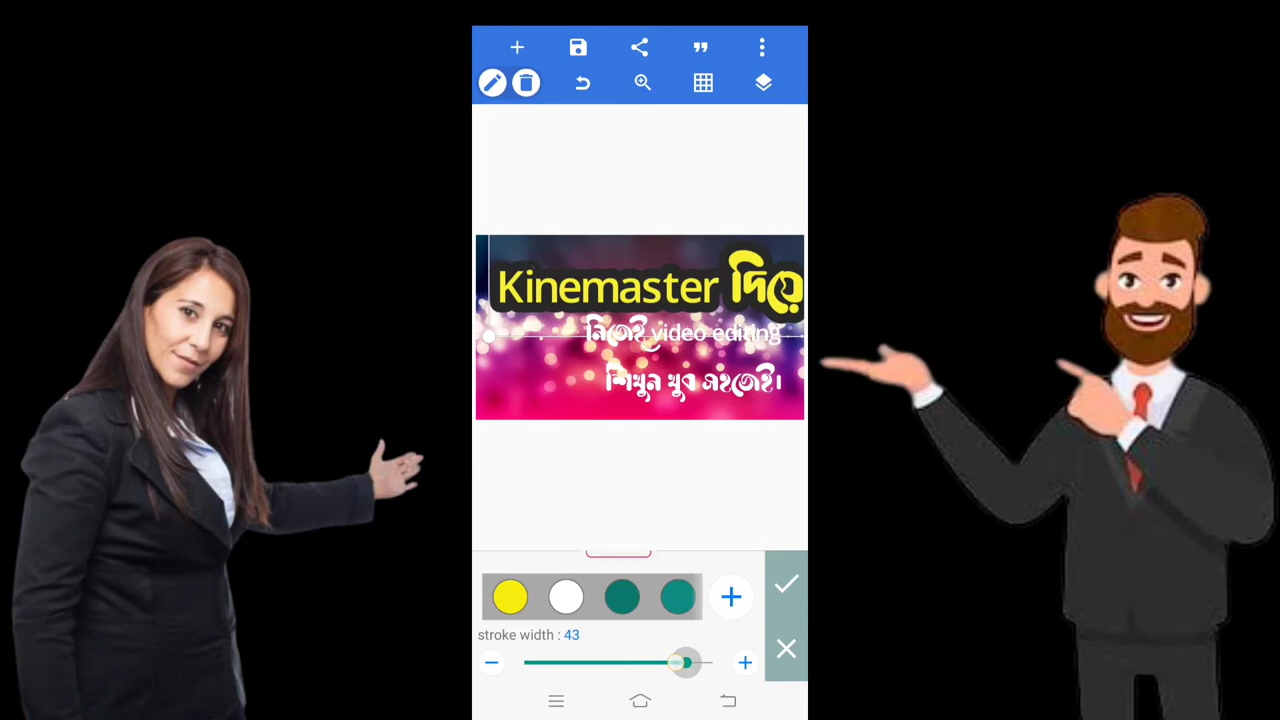 Kinemaster দিয়ে
নিজেই video editing
শিখুন খুব সহজেই।
stroke width : 43